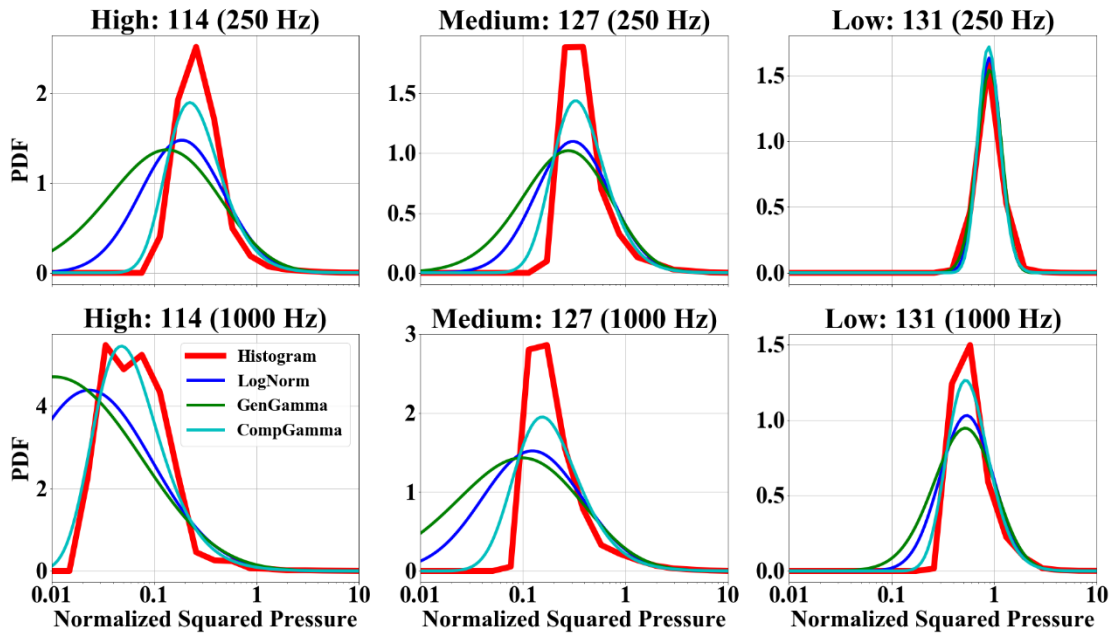 High: 114 (250 Hz)
Medium: 127 (250 Hz)
Low: 131 (250 Hz)
PDF
2
1
0
1.5
1.0
0.5
0.0
1.5
1.0
0.5
0.0
High: 114 (1000 Hz)
Medium: 127 (1000 Hz)
Low: 131 (1000 Hz)
PDF
4
2
0
Histogram
LogNorm
GenGamma
CompGamma
3
2
1
0
1.5
1.0
0.5
0.0
0.01 0.1 1 10
0.01 0.1 1 10
0.01 0.1 1 10
Normalized Squared Pressure
Normalized Squared Pressure
Normalized Squared Pressure